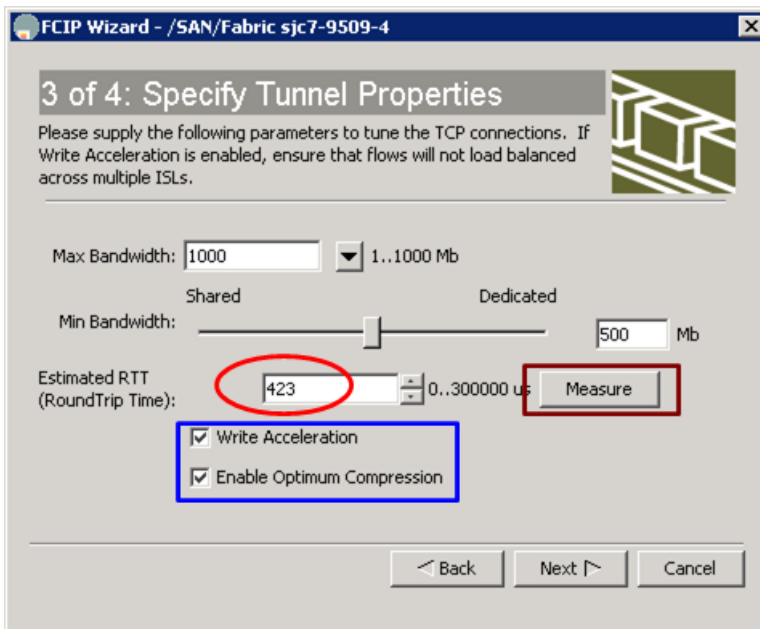 FCIP Wizard - /SAN/Fabric sjc7-9509-4
3 of 4: Specify Tunnel Properties
Please supply the following parameters to tune the TCP connections. If
Write Acceleration is enabled, ensure that flows will not load balanced
across multiple ISLs.
Max Bandwidth: 1000 1..1000 Mb
Shared Dedicated
Min Bandwidth: 500 Mb
Estimated RTT
(RoundTrip Time): 423 0..300000 us Measure
Write Acceleration
Enable Optimum Compression
Back Next Cancel